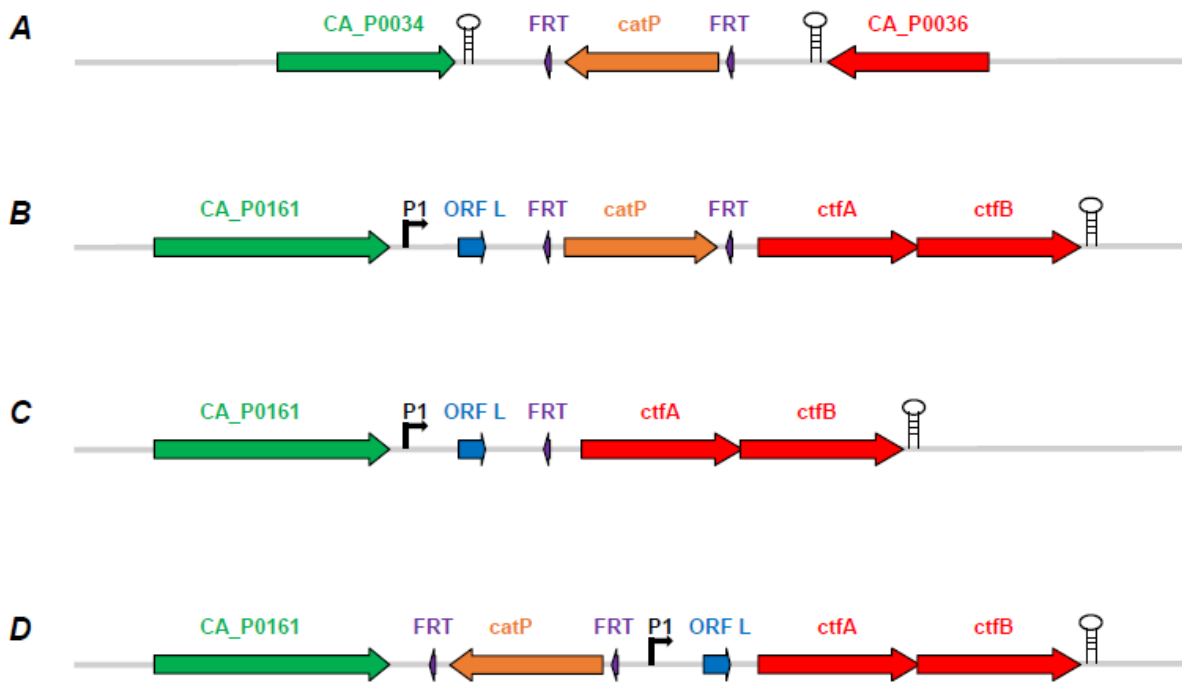 A CA_P0034 FRT catP FRT CA_P0036
B CA_P0161 P1 ORF L FRT catP FRT ctfA ctfB
C CA_P0161 P1 ORF L FRT ctfA ctfB
D CA_P0161 FRT catP FRT P1 ORF L ctfA ctfB